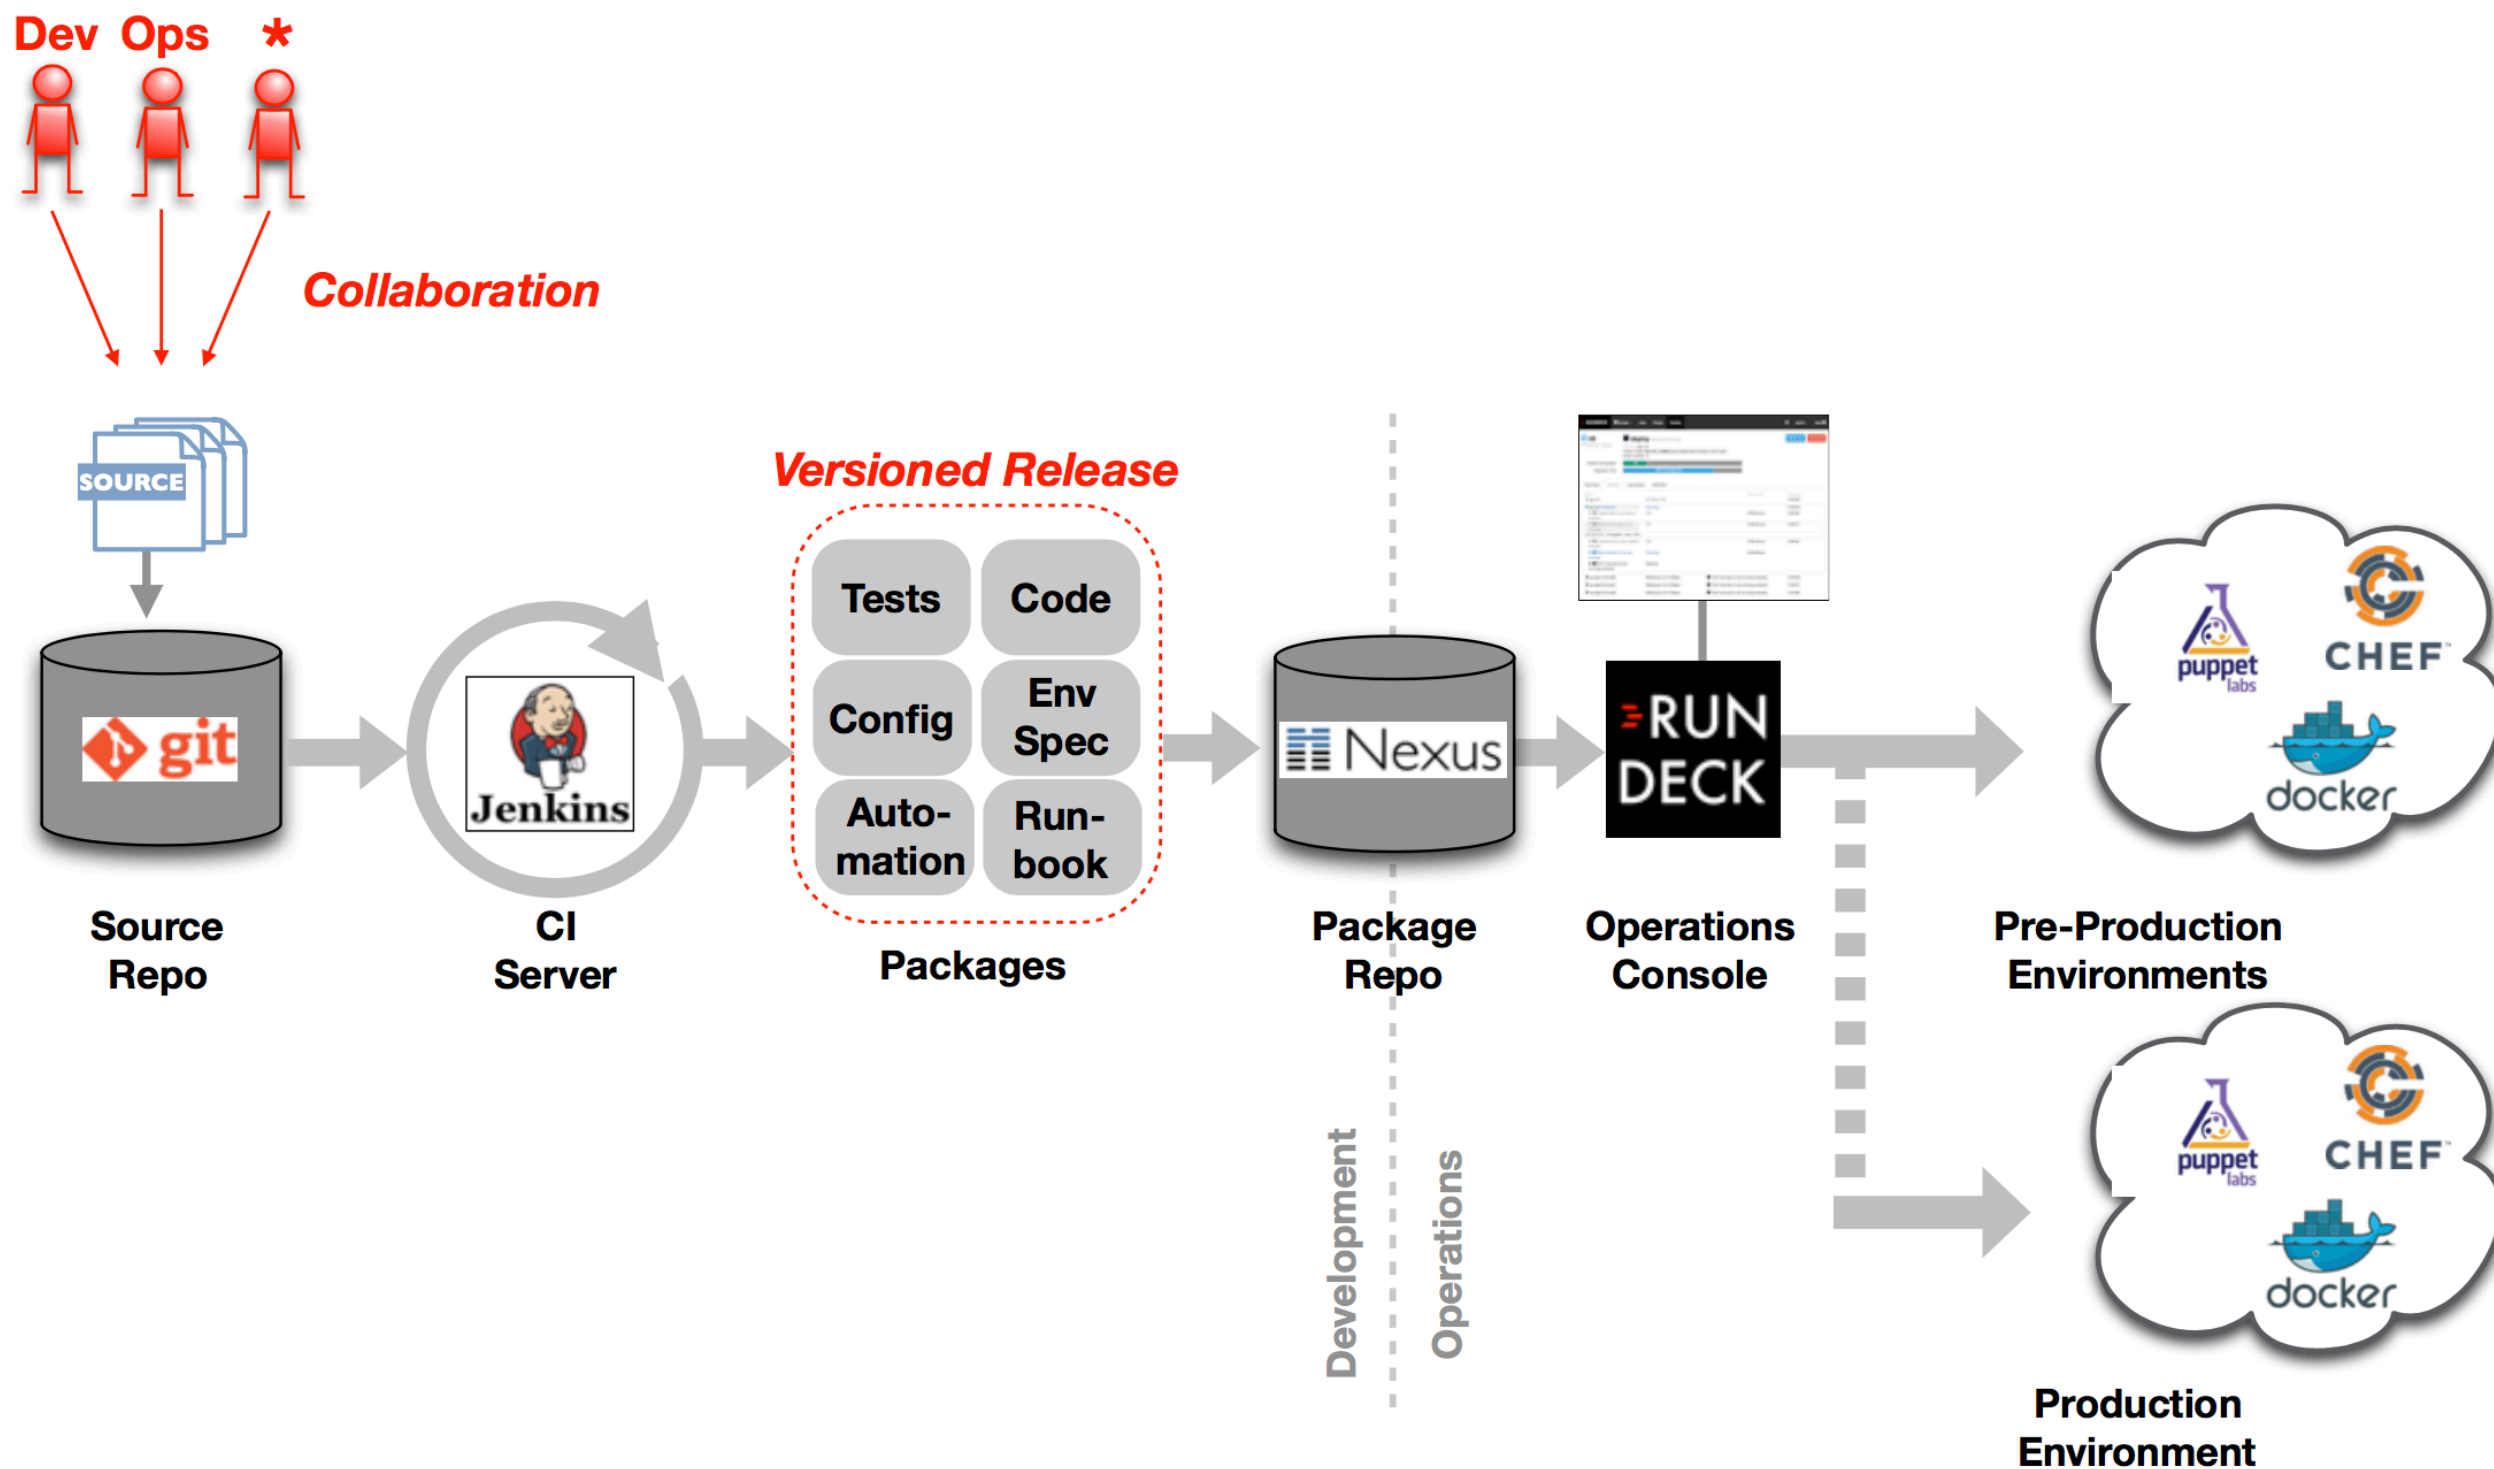 Dev Ops *
Collaboration
SOURCE
git
Source
Repo
Jenkins
CI
Server
Versioned Release
Tests
Code
Config
Env
Spec
Auto-
mation
Run-
book
Packages
Nexus
Package
Repo
RUN
DECK
Operations
Console
Development
Operations
puppet
labs
CHEF
docker
Pre-Production
Environments
puppet
labs
CHEF
docker
Production
Environment